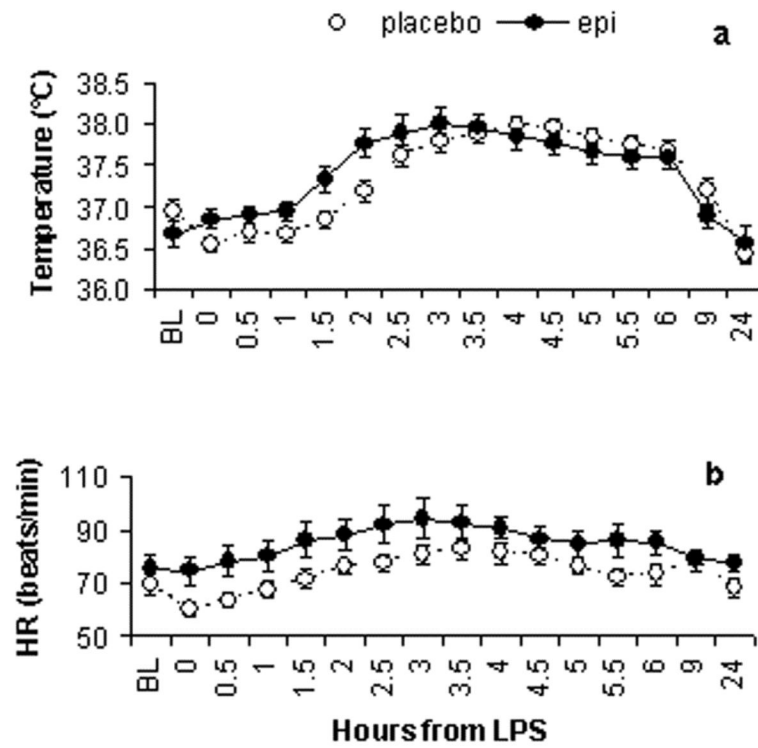 placebo epi
a
Temperature (°C)
38.5
38.0
37.5
37.0
36.5
36.0
BL 0 0.5 1 1.5 2 2.5 3 3.5 4 4.5 5 5.5 6 9 24
b
HR (beats/min)
110
90
70
50
BL 0 0.5 1 1.5 2 2.5 3 3.5 4 4.5 5 5.5 6 9 24
Hours from LPS